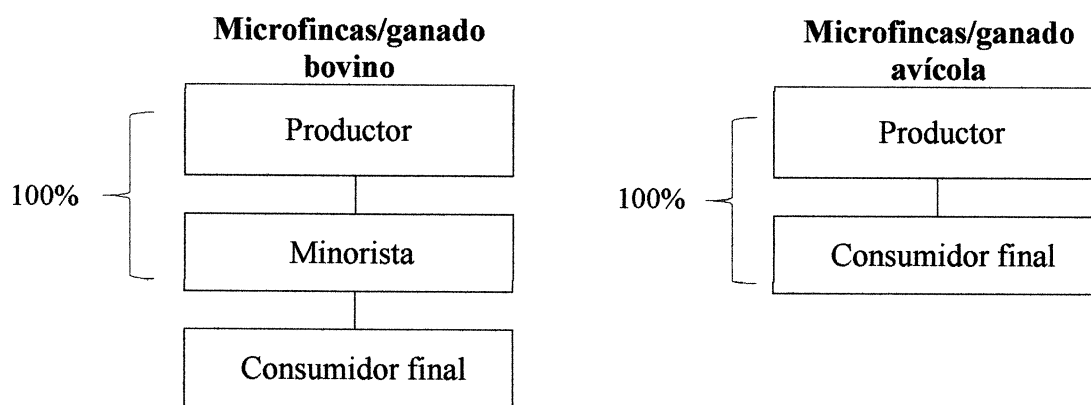 Microfincas/ganado
bovino
Productor
100%
Minorista
Consumidor final
Microfincas/ganado
avícola
Productor
100%
Consumidor final